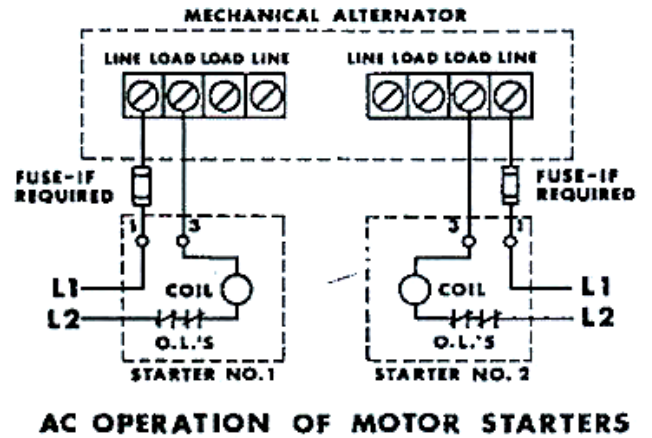 MECHANICAL ALTERNATOR
LINE LOAD LOAD LINE
LINE LOAD LOAD LINE
FUSE-IF
REQUIRED
FUSE-IF
REQUIRED
1 3
3 1
L1
COIL
COIL
L1
L2
L2
O.L.'S
O.L.'S
STARTER NO.1
STARTER NO. 2
AC OPERATION OF MOTOR STARTERS